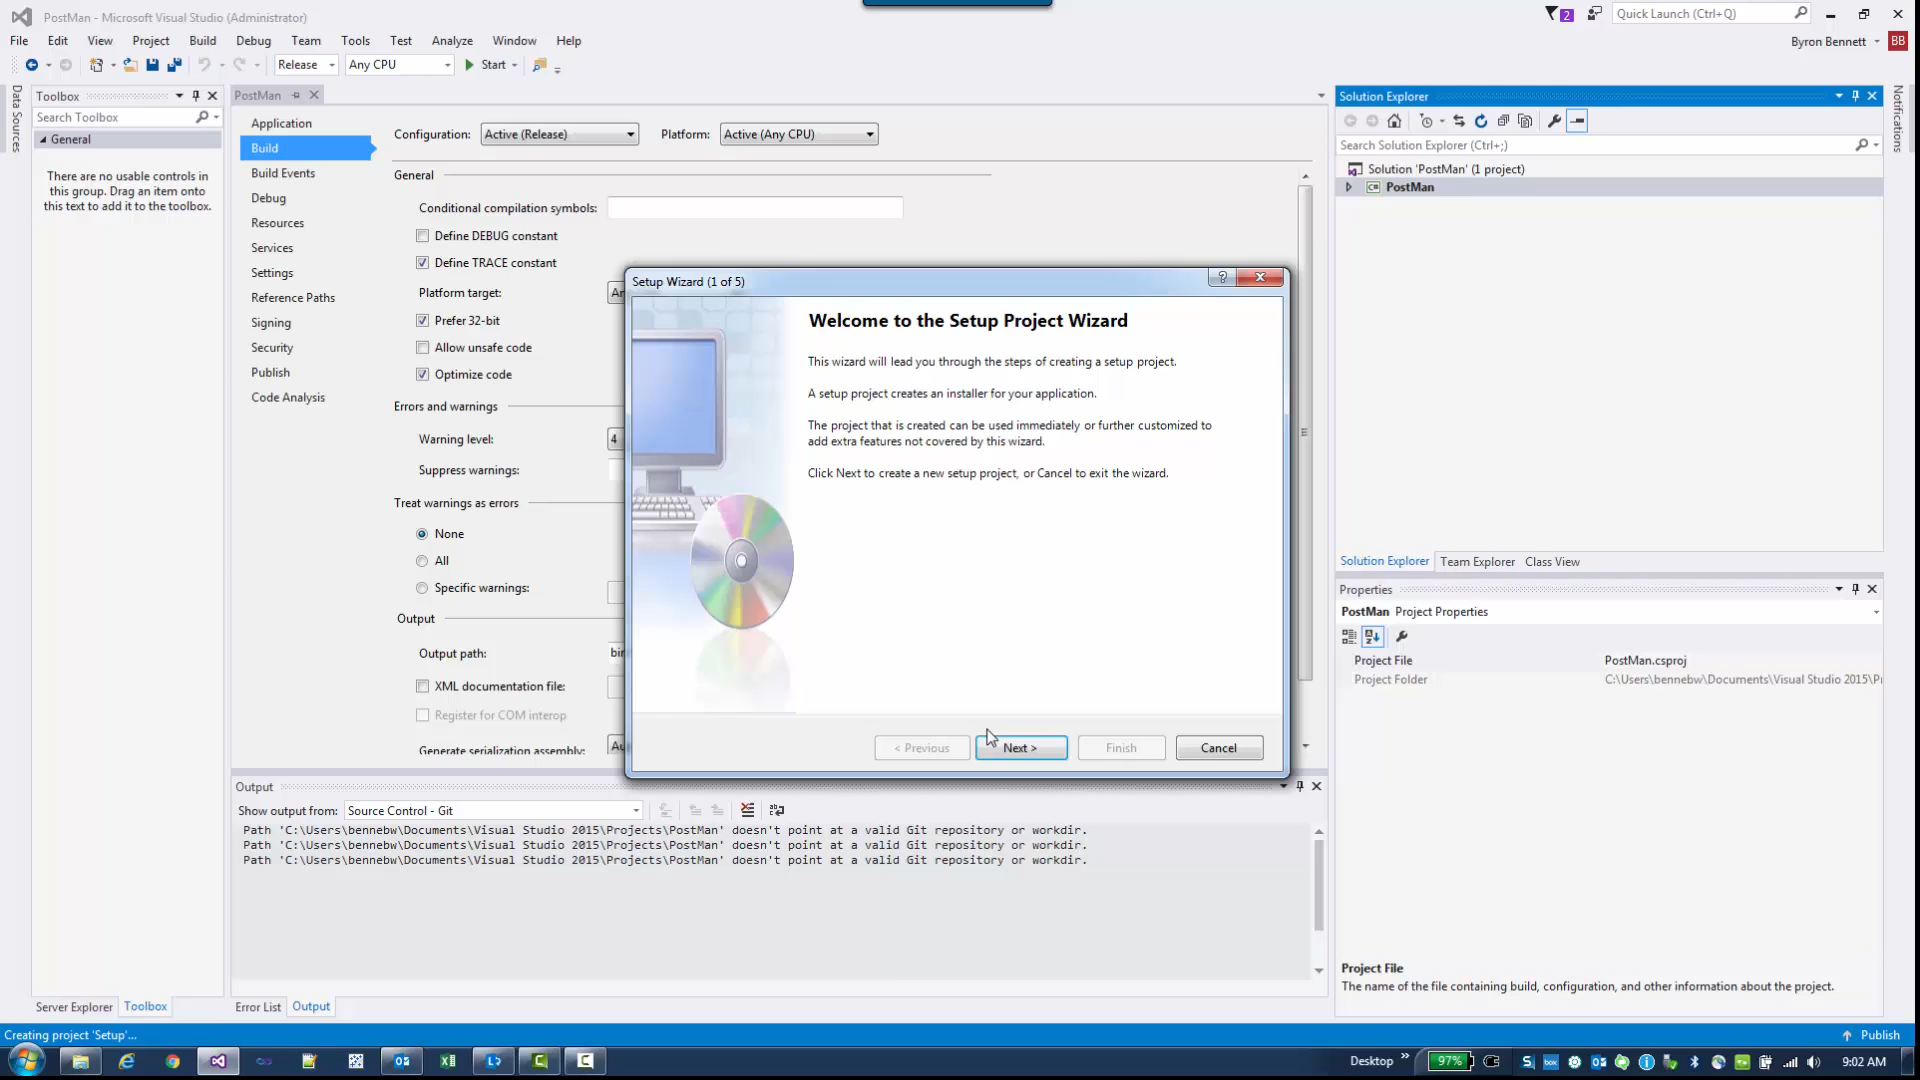 PostMan - Microsoft Visual Studio (Administrator)
2
Quick Launch (Ctrl+Q)
File Edit View Project Build Debug Team Tools Test Analyze Window Help
Byron Bennett BB
Release Any CPU Start
Data Sources
Toolbox
Search Toolbox
General
There are no usable controls in
this group. Drag an item onto
this text to add it to the toolbox.
PostMan
Application
Build
Build Events
Debug
Resources
Services
Settings
Reference Paths
Signing
Security
Publish
Code Analysis
Configuration: Active (Release) Platform: Active (Any CPU)
General
Conditional compilation symbols:
Define DEBUG constant
Define TRACE constant
Platform target: An
Prefer 32-bit
Allow unsafe code
Optimize code
Errors and warnings
Warning level: 4
Suppress warnings:
Treat warnings as errors
None
All
Specific warnings:
Output
Output path: bin
XML documentation file:
Register for COM interop
Generate serialization assembly: Au
Setup Wizard (1 of 5)
Welcome to the Setup Project Wizard
This wizard will lead you through the steps of creating a setup project.
A setup project creates an installer for your application.
The project that is created can be used immediately or further customized to
add extra features not covered by this wizard.
Click Next to create a new setup project, or Cancel to exit the wizard.
< Previous Next > Finish Cancel
Solution Explorer
Search Solution Explorer (Ctrl+;)
Solution 'PostMan' (1 project)
C# PostMan
Solution Explorer Team Explorer Class View
Notifications
Properties
PostMan Project Properties
Project File PostMan.csproj
Project Folder C:\Users\bennebw\Documents\Visual Studio 2015\P
Project File
The name of the file containing build, configuration, and other information about the project.
Output
Show output from: Source Control - Git
Path 'C:\Users\bennebw\Documents\Visual Studio 2015\Projects\PostMan' doesn't point at a valid Git repository or workdir.
Path 'C:\Users\bennebw\Documents\Visual Studio 2015\Projects\PostMan' doesn't point at a valid Git repository or workdir.
Path 'C:\Users\bennebw\Documents\Visual Studio 2015\Projects\PostMan' doesn't point at a valid Git repository or workdir.
Server Explorer Toolbox
Error List Output
Creating project 'Setup'...
Publish
Desktop » 97% 9:02 AM